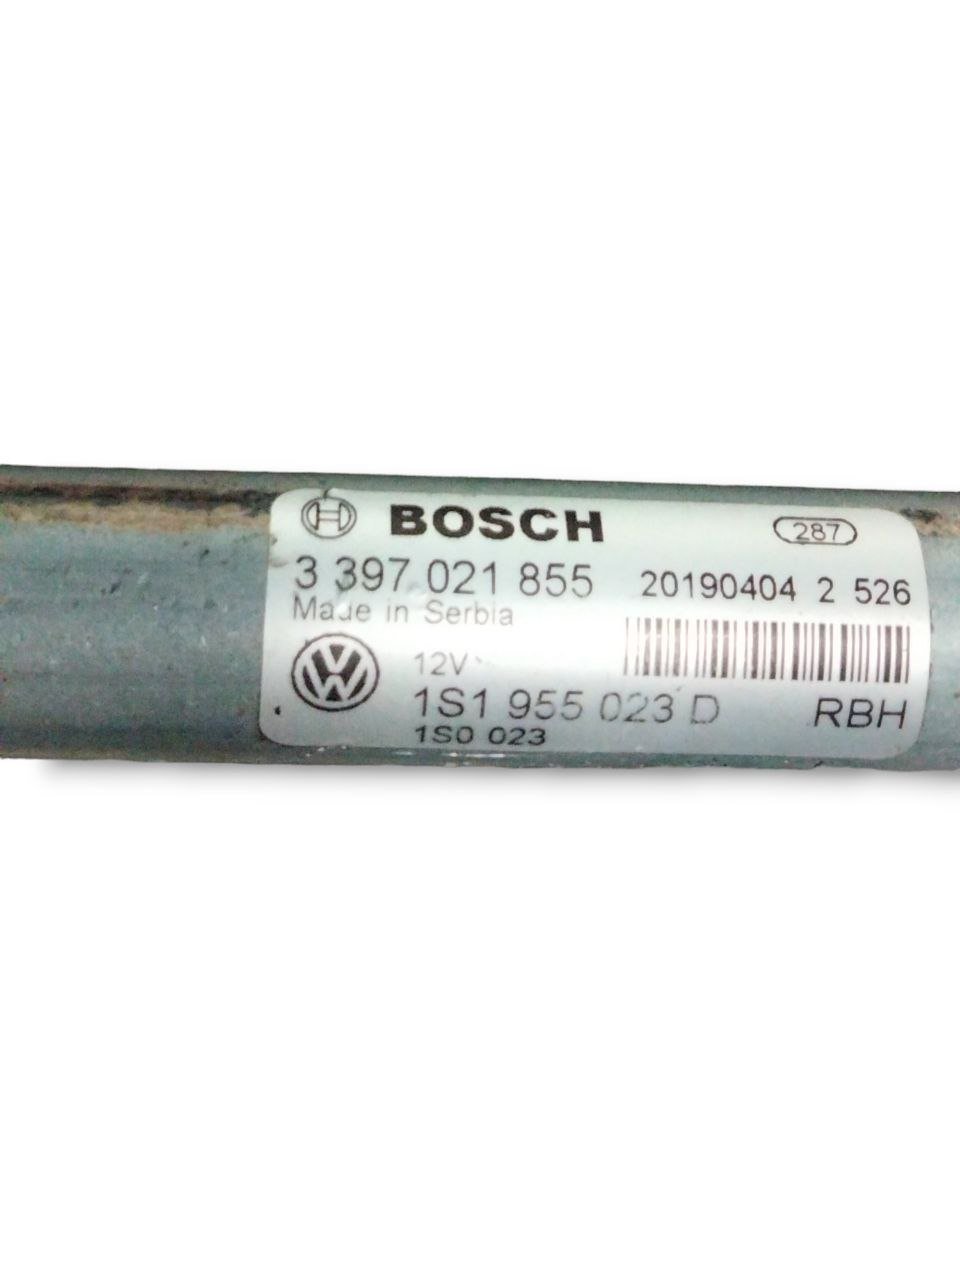 BOSCH 287
3 397 021 855 20190404 2 526
Made in Serbia
12V
1S1 955 023 D RBH
1S0 023